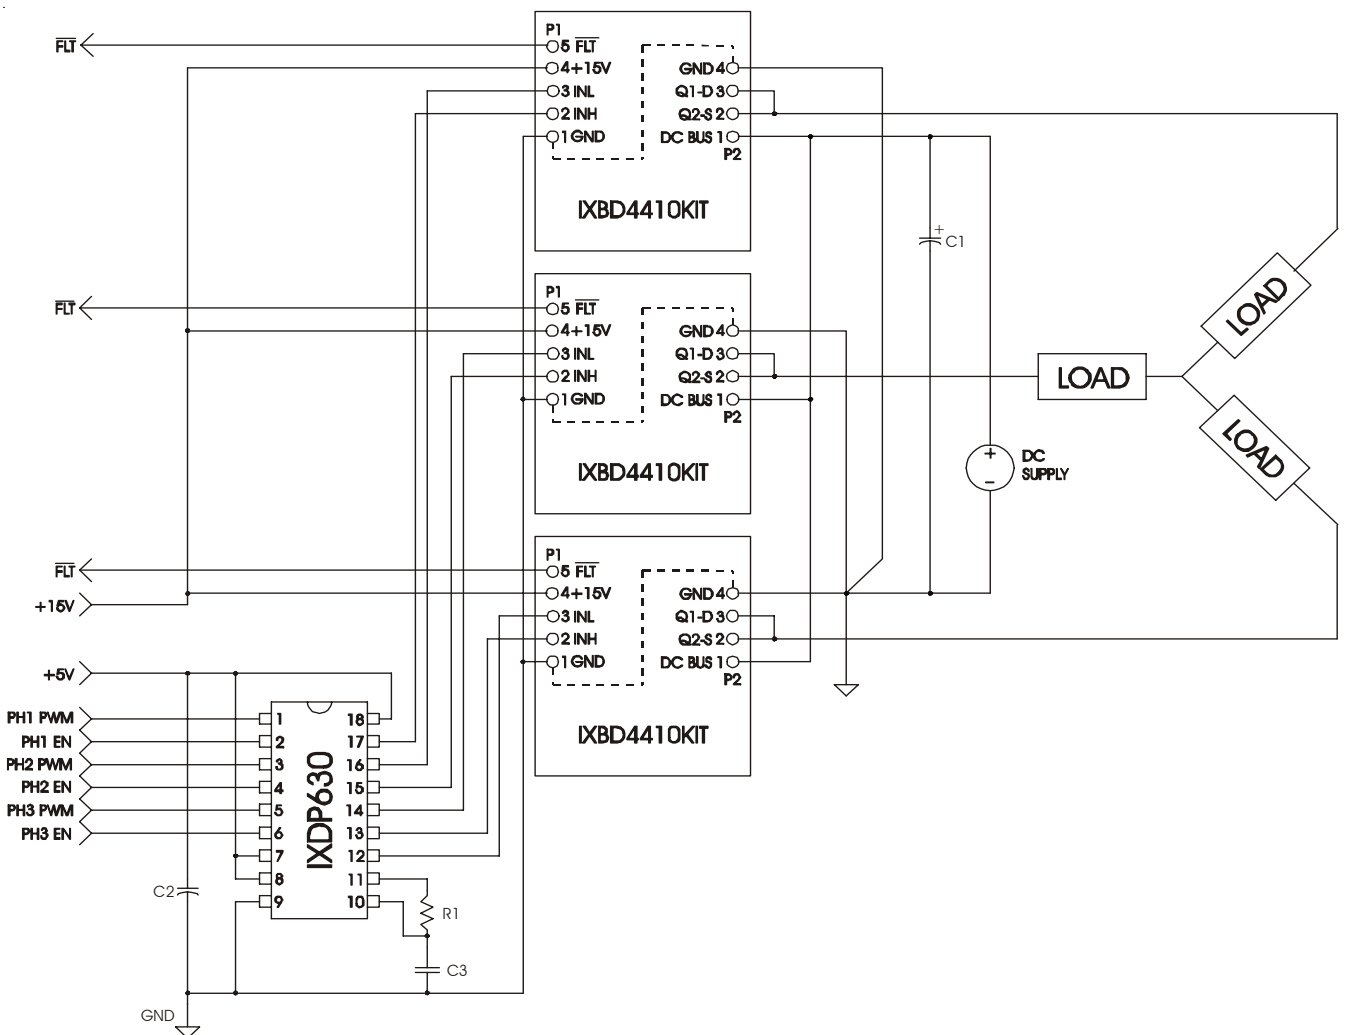 P1
FLT
5 FLT
4+15V
3 INL
2 INH
1 GND
GND 4
Q1-D 3
Q2-S 2
DC BUS 1
P2
IXBD4410KIT
+
C1
LOAD
P1
FLT
5 FLT
4+15V
3 INL
2 INH
1 GND
GND 4
Q1-D 3
Q2-S 2
DC BUS 1
P2
IXBD4410KIT
LOAD
LOAD
+
−
DC
SUPPLY
P1
FLT
5 FLT
4+15V
3 INL
2 INH
1 GND
GND 4
Q1-D 3
Q2-S 2
DC BUS 1
P2
IXBD4410KIT
+15V
+5V
PH1 PWM
PH1 EN
PH2 PWM
PH2 EN
PH3 PWM
PH3 EN
1
2
3
4
5
6
7
8
9
IXDP630
18
17
16
15
14
13
12
11
10
C2
R1
C3
GND